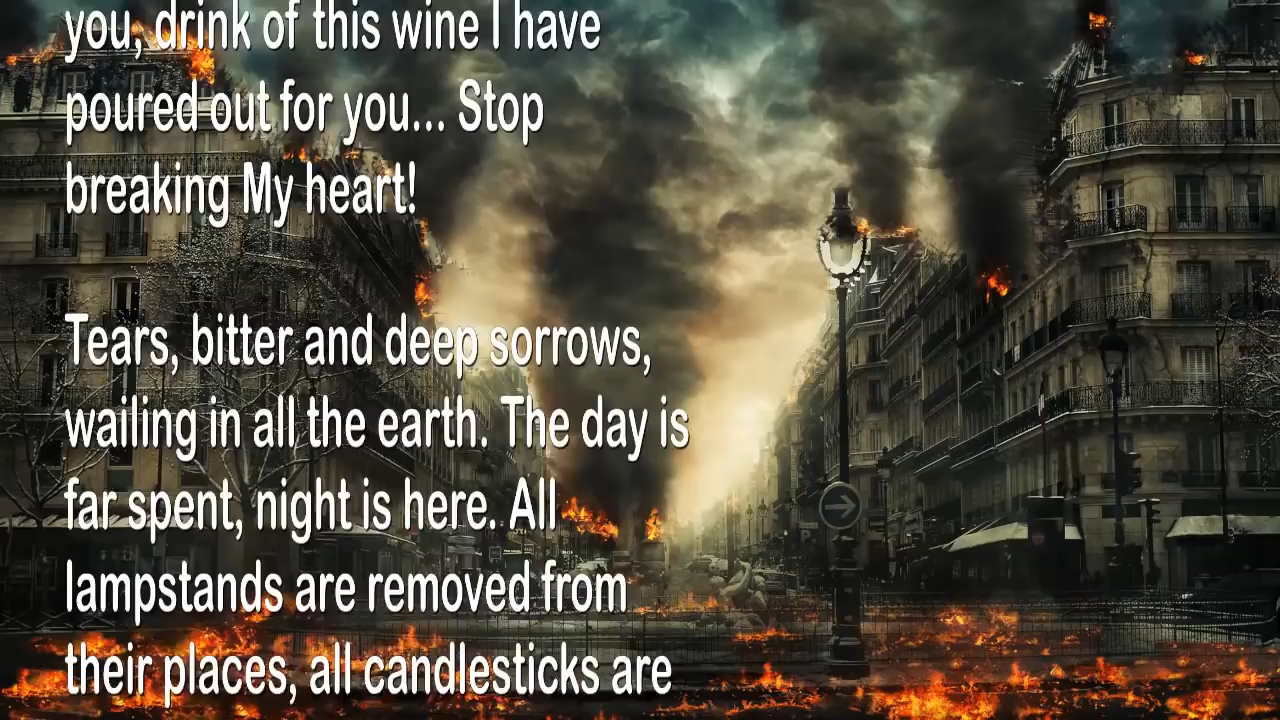 you, drink of this wine I have
poured out for you... Stop
breaking My heart!
Tears, bitter and deep sorrows,
wailing in all the earth. The day is
far spent, night is here. All
lampstands are removed from
their places, all candlesticks are